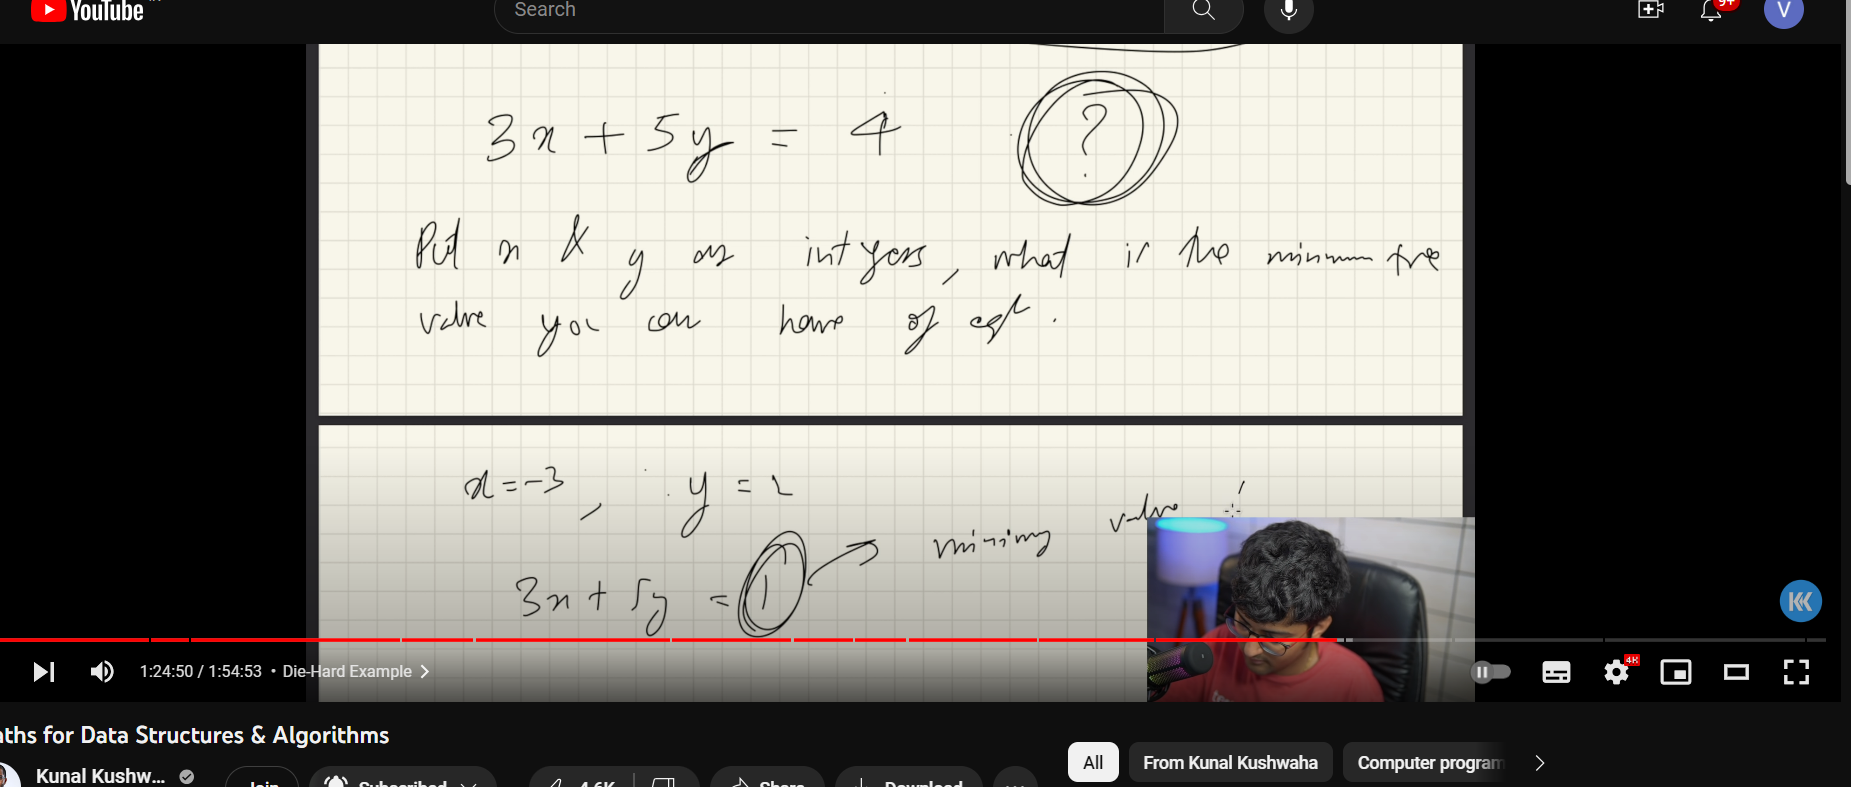 YouTube
Search
9+
V
3x + 5y = 4 ?
Put x & y as integers, what is the minimum +ve
value you can have of eqn.
x = -3, y = 2
minimum value
3x + 5y = 1
1:24:50 / 1:54:53 • Die-Hard Example
4K
aths for Data Structures & Algorithms
All
From Kunal Kushwaha
Computer program
Kunal Kushw...
Join
Subscribed
4.6K
Share
Download